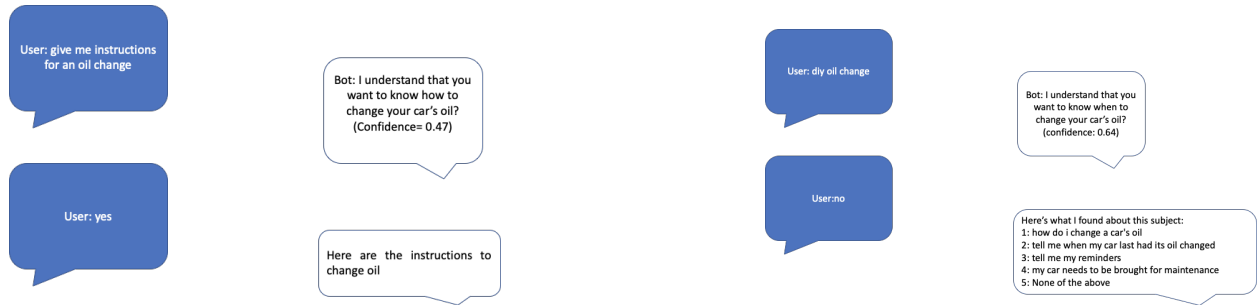 User: give me instructions
for an oil change
Bot: I understand that you
want to know how to
change your car's oil?
(Confidence= 0.47)
User: yes
Here are the instructions to
change oil
User: diy oil change
Bot: I understand that you
want to know when to
change your car's oil?
(confidence: 0.64)
User:no
Here's what I found about this subject:
1: how do i change a car's oil
2: tell me when my car last had its oil changed
3: tell me my reminders
4: my car needs to be brought for maintenance
5: None of the above